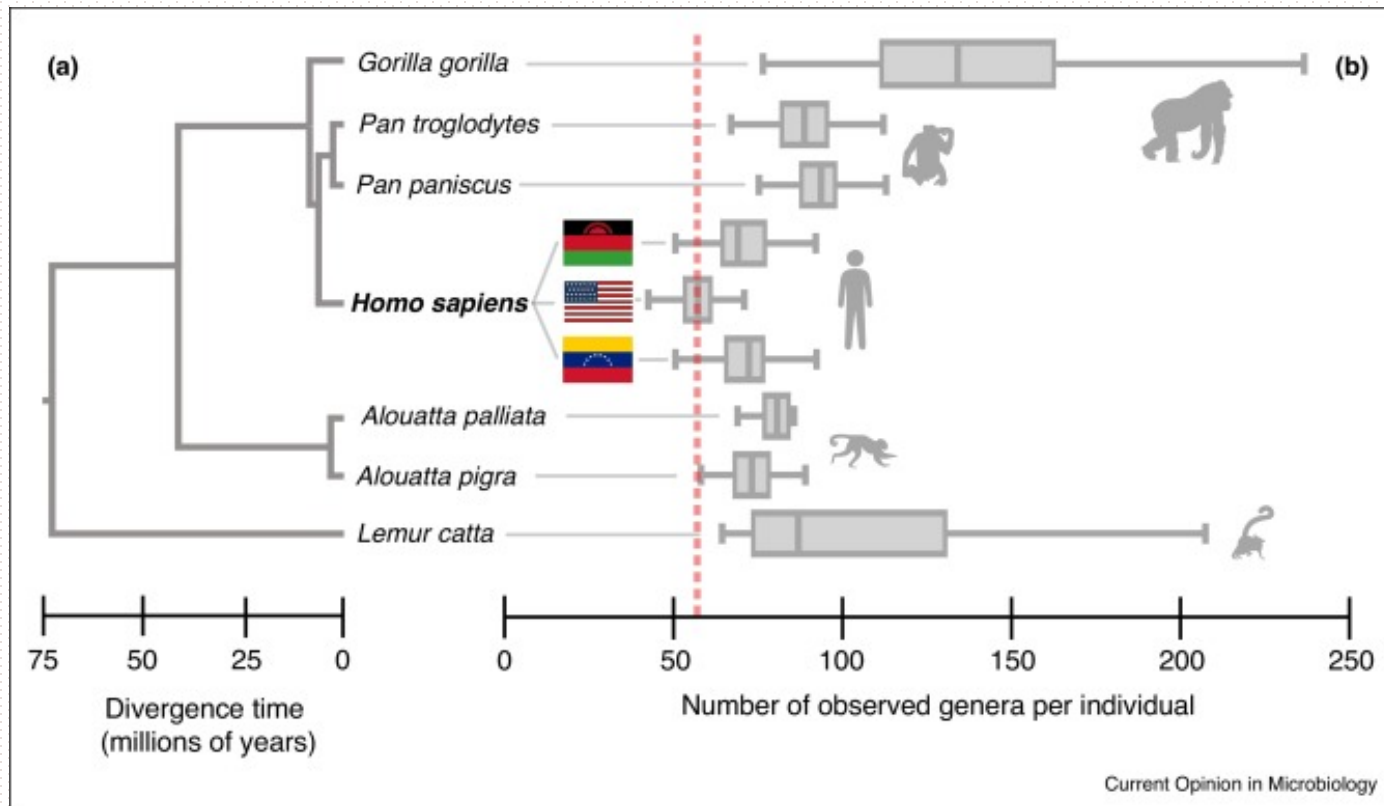 (a)
Gorilla gorilla
(b)
Pan troglodytes
Pan paniscus
Homo sapiens
Alouatta palliata
Alouatta pigra
Lemur catta
75 50 25 0
Divergence time
(millions of years)
0 50 100 150 200 250
Number of observed genera per individual
Current Opinion in Microbiology